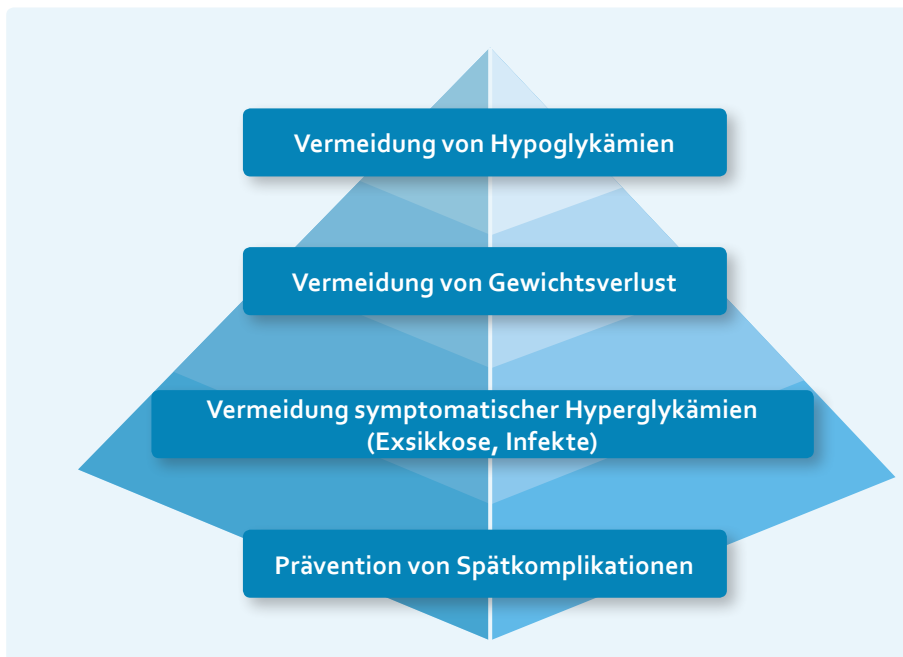 Vermeidung von Hypoglykämien
Vermeidung von Gewichtsverlust
Vermeidung symptomatischer Hyperglykämien
(Exsikkose, Infekte)
Prävention von Spätkomplikationen